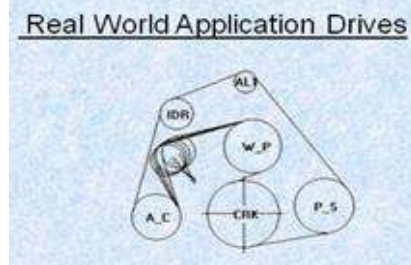 Real World Application Drives
ALT
IDR
W_P
A_C
CRK
P_S